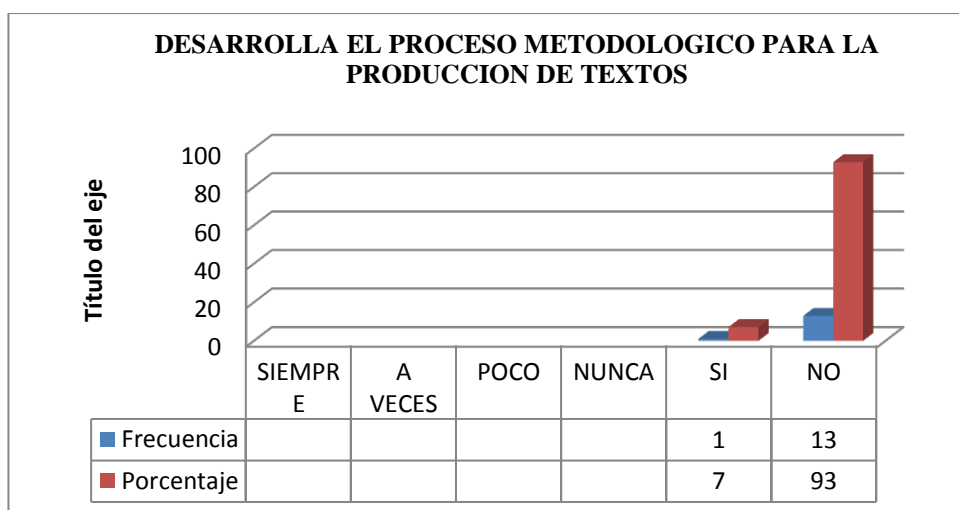 DESARROLLA EL PROCESO METODOLOGICO PARA LA
PRODUCCION DE TEXTOS
Título del eje
100
80
60
40
20
0
SIEMPR
E
A
VECES
POCO
NUNCA
SI
NO
Frecuencia 1 13
Porcentaje 7 93